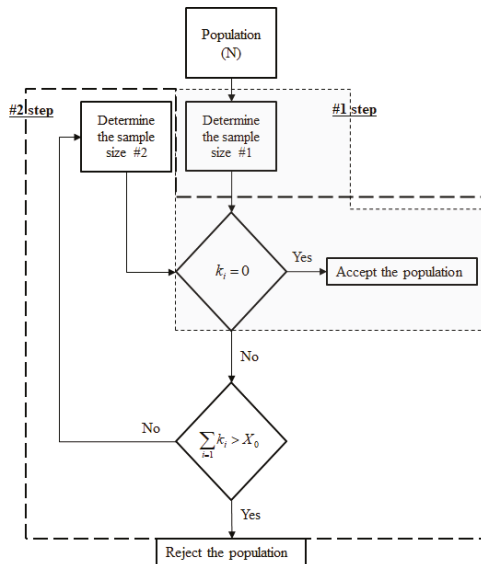 Population
(N)
#2 step
#1 step
Determine
the sample
size #2
Determine
the sample
size #1
k_i = 0
Yes
Accept the population
No
No
∑_{i=1} k_i > X_0
Yes
Reject the population